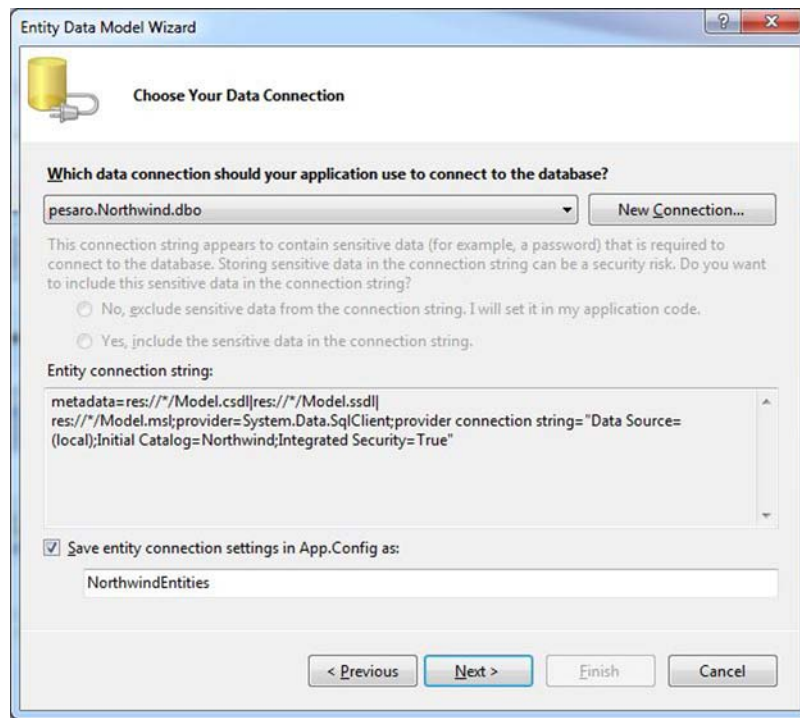 Entity Data Model Wizard
Choose Your Data Connection
Which data connection should your application use to connect to the database?
pesaro.Northwind.dbo
New Connection...
This connection string appears to contain sensitive data (for example, a password) that is required to
connect to the database. Storing sensitive data in the connection string can be a security risk. Do you want
to include this sensitive data in the connection string?
No, exclude sensitive data from the connection string. I will set it in my application code.
Yes, include the sensitive data in the connection string.
Entity connection string:
metadata=res://*/Model.csdl|res://*/Model.ssdl|
res://*/Model.msl;provider=System.Data.SqlClient;provider connection string="Data Source=
(local);Initial Catalog=Northwind;Integrated Security=True"
Save entity connection settings in App.Config as:
NorthwindEntities
< Previous
Next >
Finish
Cancel